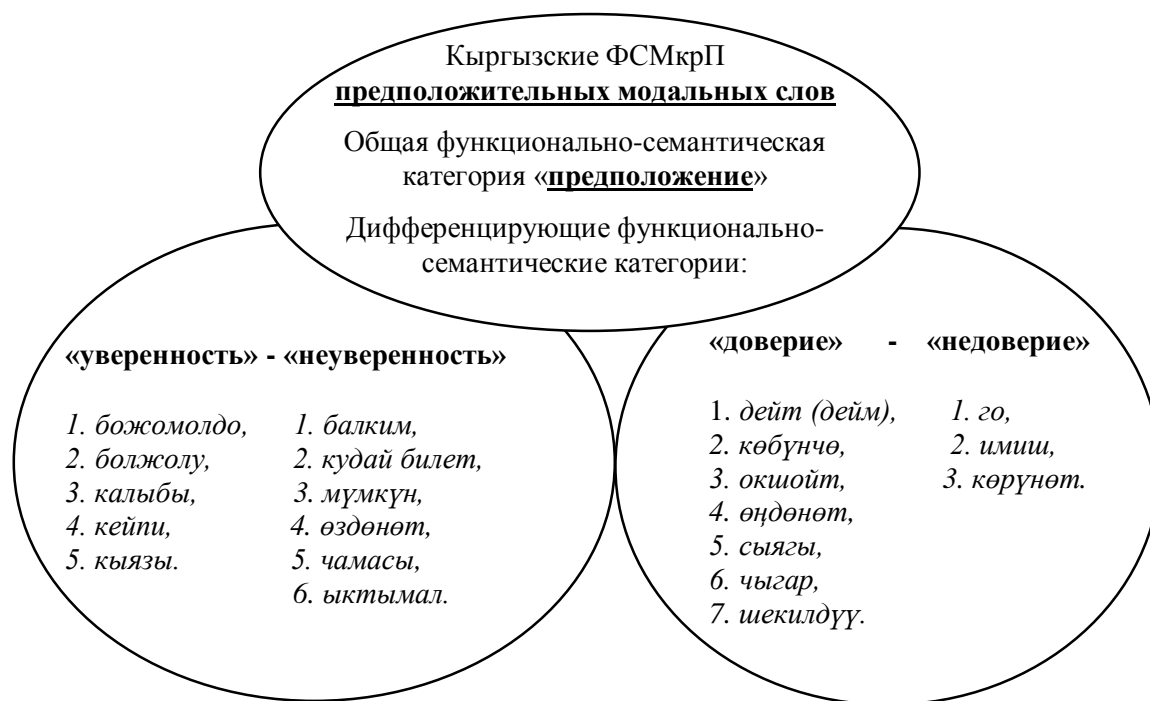 Кыргызские ФСМкрП
предположительных модальных слов
Общая функционально-семантическая
категория «предположение»
Дифференцирующие функционально-
семантические категории:
«уверенность» - «неуверенность»
1. божомолдо, 1. балким,
2. болжолу, 2. кудай билет,
3. калыбы, 3. мүмкүн,
4. кейпи, 4. өздөнөт,
5. кыязы. 5. чамасы,
6. ыктымал.
«доверие» - «недоверие»
1. дейт (дейм), 1. го,
2. көбүнчө, 2. имиш,
3. окшойт, 3. көрүнөт.
4. өңдөнөт,
5. сыягы,
6. чыгар,
7. шекилдүү.